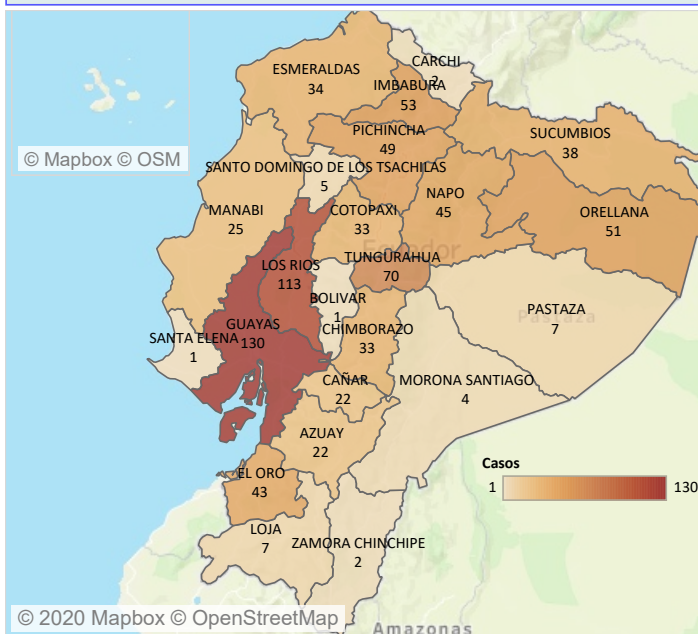 CARCHI
2
ESMERALDAS
34
IMBABURA
53
PICHINCHA
49
SUCUMBIOS
38
© Mapbox © OSM
SANTO DOMINGO DE LOS TSACHILAS
5
NAPO
45
MANABI
25
COTOPAXI
33
ORELLANA
51
Ecuador
TUNGURAHUA
70
LOS RIOS
113
BOLIVAR
1
PASTAZA
7
Pastaza
GUAYAS
130
CHIMBORAZO
33
SANTA ELENA
1
CAÑAR
22
MORONA SANTIAGO
4
AZUAY
22
Casos
1 130
EL ORO
43
LOJA
7
ZAMORA CHINCHIPE
2
© 2020 Mapbox © OpenStreetMap
Amazonas